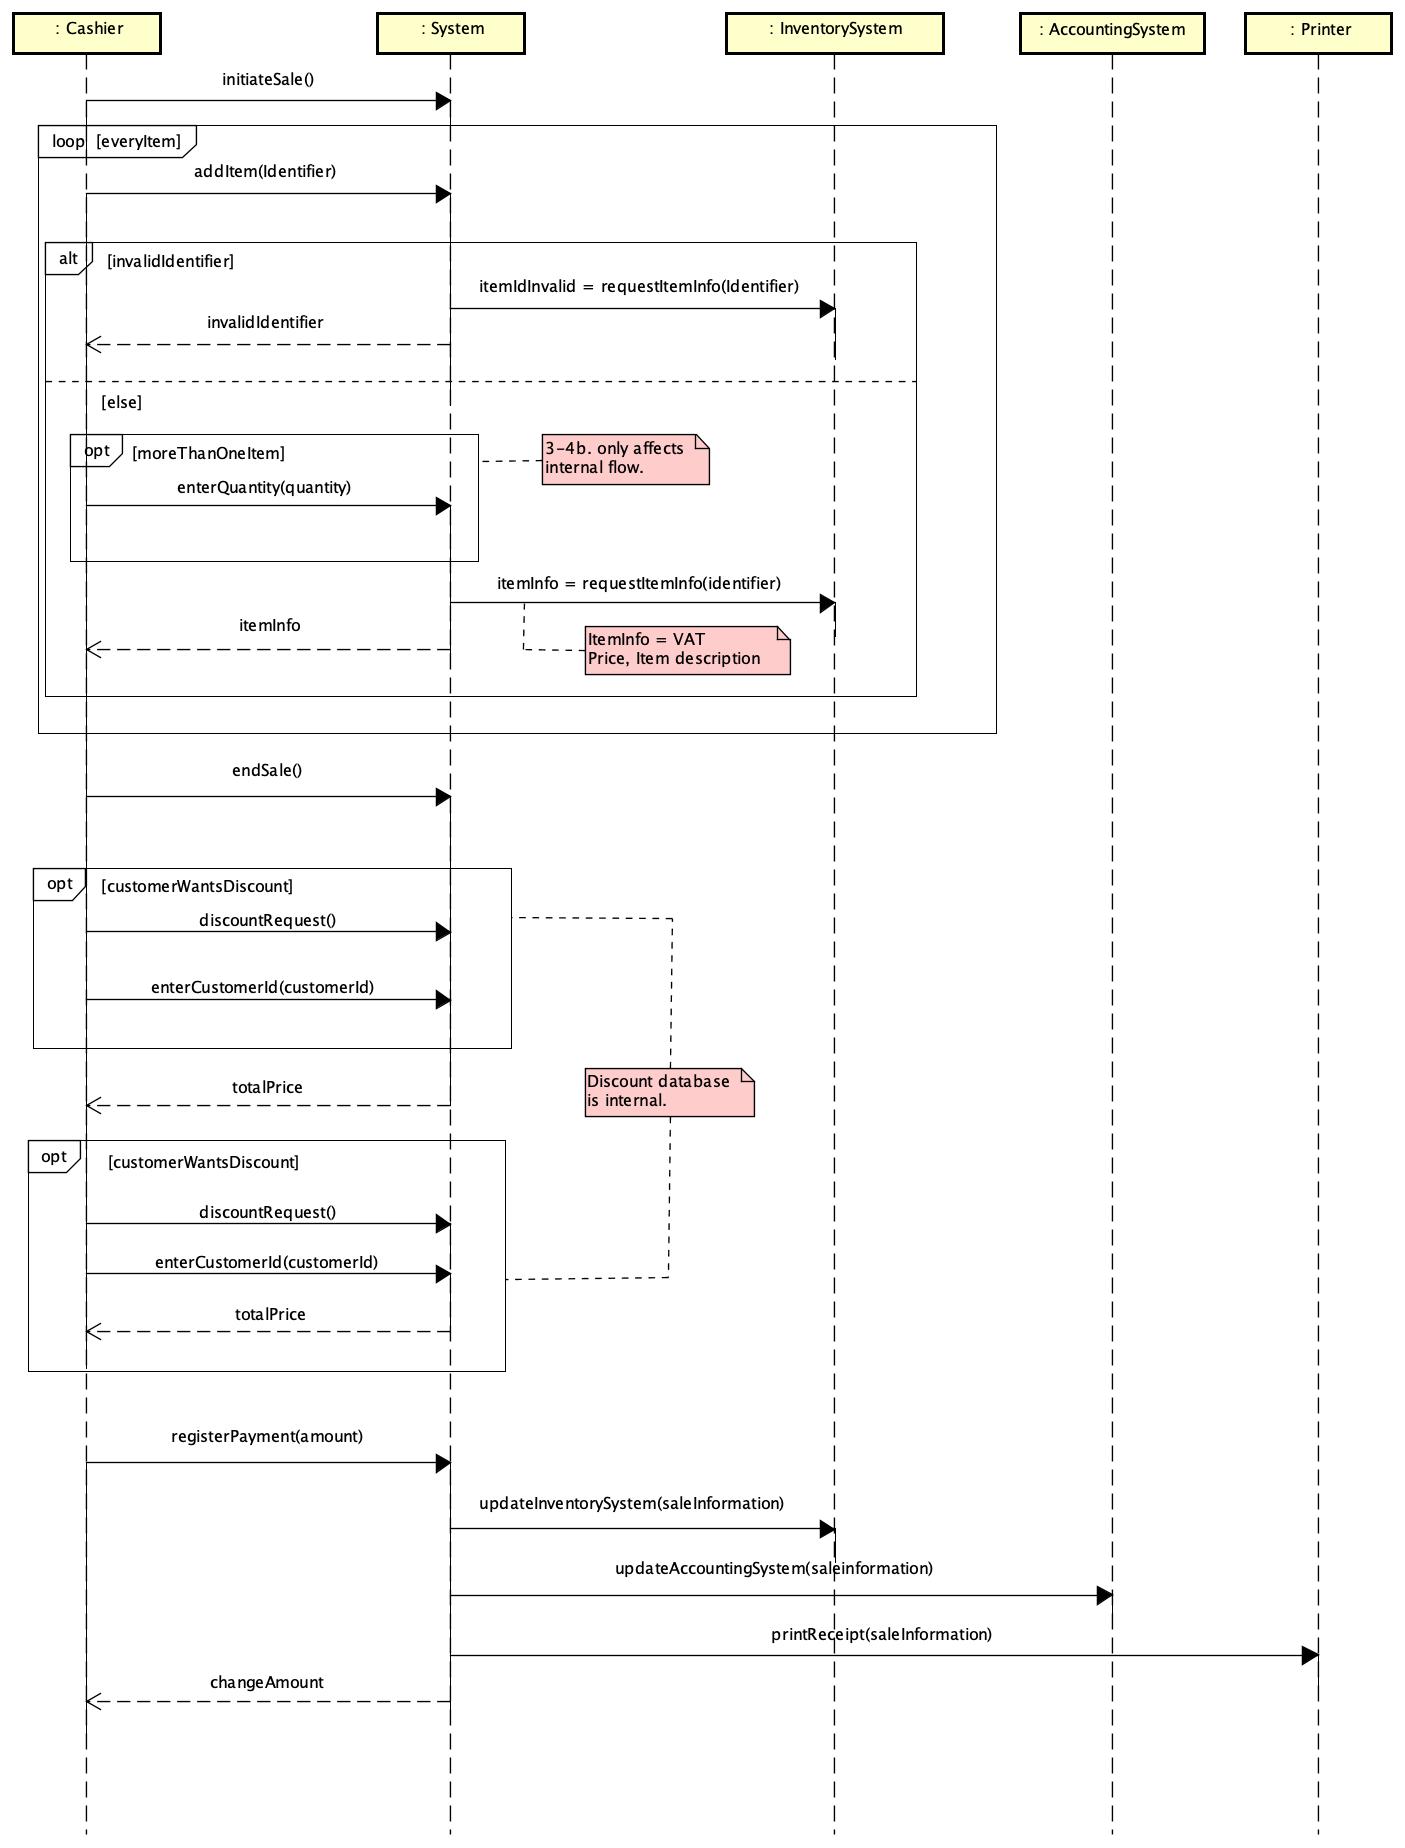 : Cashier
: System
: InventorySystem
: AccountingSystem
: Printer
initiateSale()
loop [everyItem]
addItem(Identifier)
alt [invalidIdentifier]
itemIdInvalid = requestItemInfo(Identifier)
invalidIdentifier
[else]
opt [moreThanOneItem]
3-4b. only affects
internal flow.
enterQuantity(quantity)
itemInfo = requestItemInfo(identifier)
itemInfo
ItemInfo = VAT
Price, Item description
endSale()
opt [customerWantsDiscount]
discountRequest()
enterCustomerId(customerId)
totalPrice
Discount database
is internal.
opt [customerWantsDiscount]
discountRequest()
enterCustomerId(customerId)
totalPrice
registerPayment(amount)
updateInventorySystem(saleInformation)
updateAccountingSystem(saleinformation)
printReceipt(saleInformation)
changeAmount